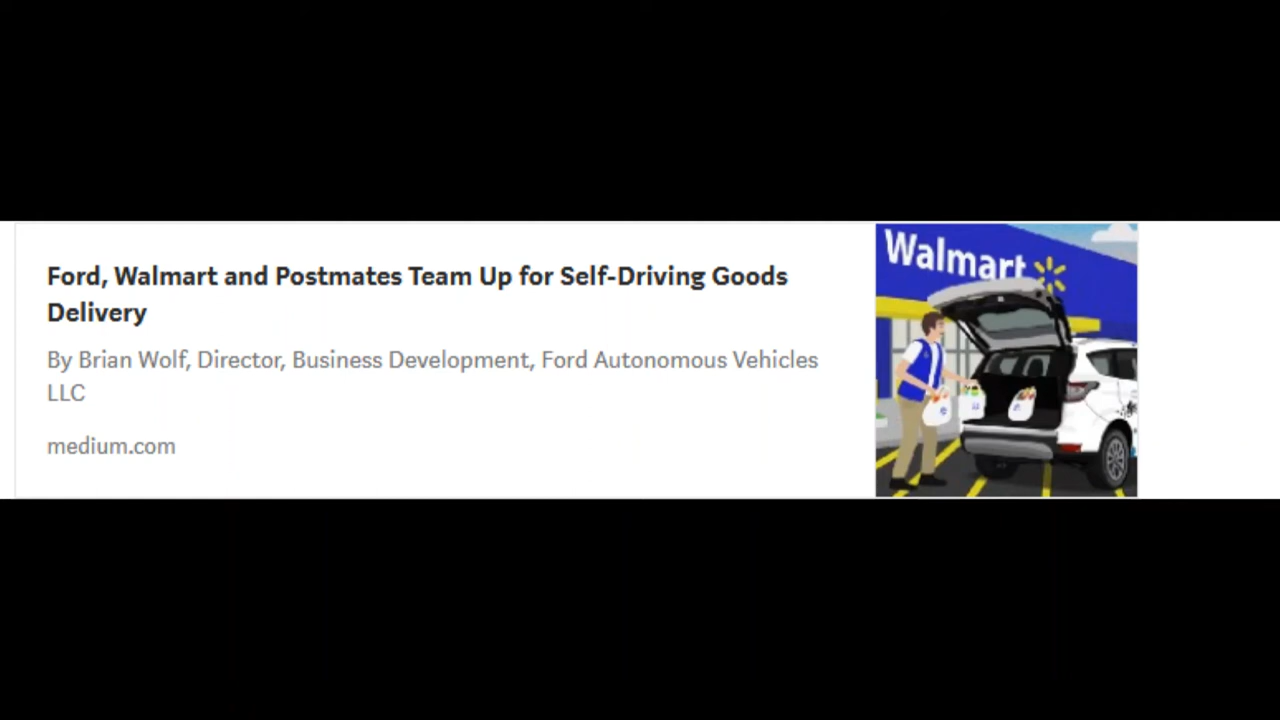 Ford, Walmart and Postmates Team Up for Self-Driving Goods
Delivery
By Brian Wolf, Director, Business Development, Ford Autonomous Vehicles
LLC
medium.com
Walmart